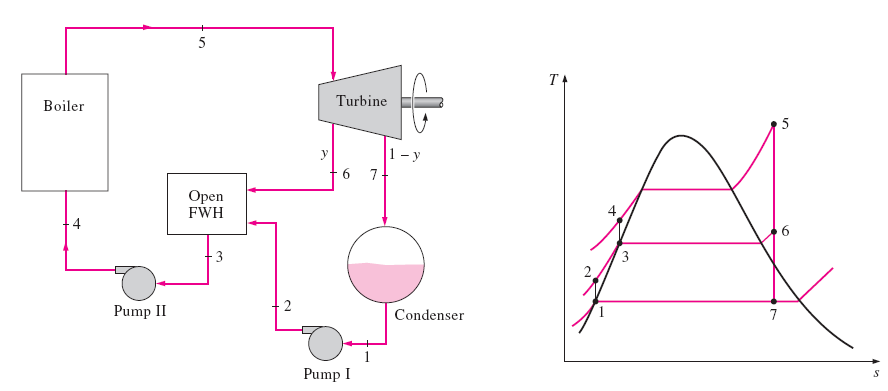 5
Boiler
Turbine
y
1 – y
6
7
Open
FWH
4
3
2
Pump II
Condenser
1
Pump I
T
5
4
6
3
2
1
7
s